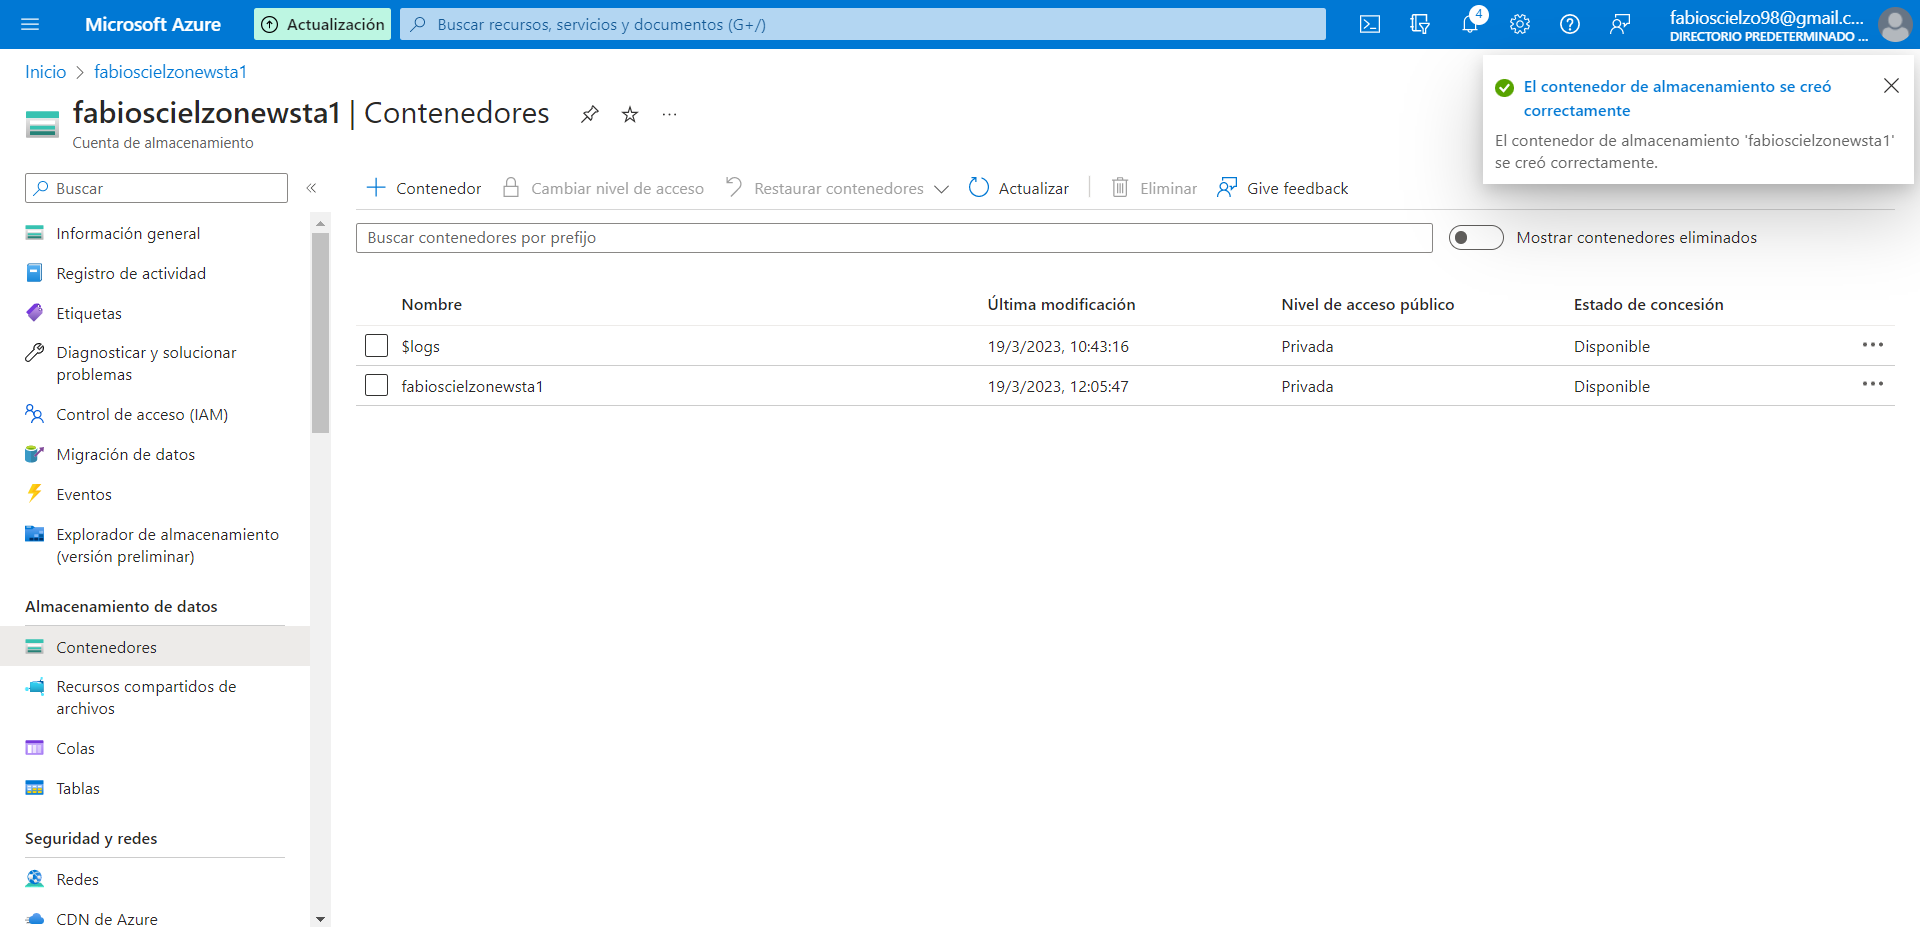 Microsoft Azure
Actualización
Buscar recursos, servicios y documentos (G+/)
4
fabioscielzo98@gmail.c...
DIRECTORIO PREDETERMINADO ...
Inicio > fabioscielzonewsta1
fabioscielzonewsta1 | Contenedores
...
Cuenta de almacenamiento
El contenedor de almacenamiento se creó
correctamente
El contenedor de almacenamiento 'fabioscielzonewsta1'
se creó correctamente.
Buscar
«
Contenedor
Cambiar nivel de acceso
Restaurar contenedores
Actualizar
Eliminar
Give feedback
Buscar contenedores por prefijo
Mostrar contenedores eliminados
Nombre Última modificación Nivel de acceso público Estado de concesión
$logs 19/3/2023, 10:43:16 Privada Disponible ...
fabioscielzonewsta1 19/3/2023, 12:05:47 Privada Disponible ...
Información general
Registro de actividad
Etiquetas
Diagnosticar y solucionar
problemas
Control de acceso (IAM)
Migración de datos
Eventos
Explorador de almacenamiento
(versión preliminar)
Almacenamiento de datos
Contenedores
Recursos compartidos de
archivos
Colas
Tablas
Seguridad y redes
Redes
CDN de Azure